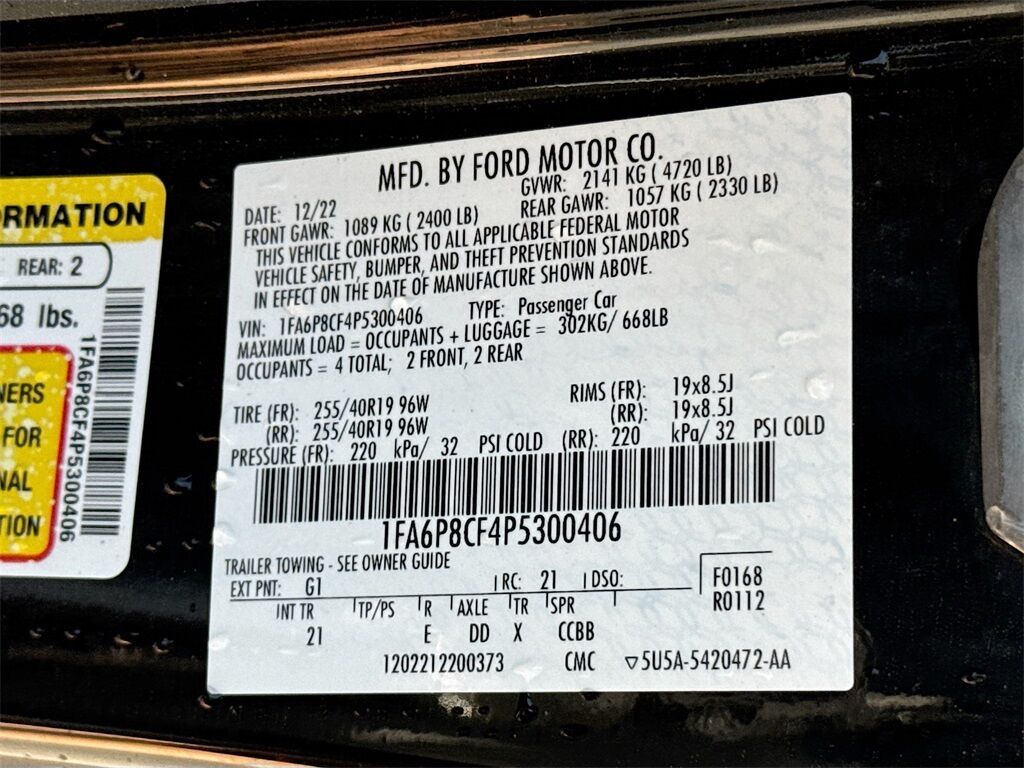 RMATION
REAR: 2
68 lbs.
NERS
FOR
NAL
TION
1FA6P8CF4P5300406
MFD. BY FORD MOTOR CO.
DATE: 12/22 GVWR: 2141 KG ( 4720 LB)
FRONT GAWR: 1089 KG ( 2400 LB) REAR GAWR: 1057 KG ( 2330 LB)
THIS VEHICLE CONFORMS TO ALL APPLICABLE FEDERAL MOTOR
VEHICLE SAFETY, BUMPER, AND THEFT PREVENTION STANDARDS
IN EFFECT ON THE DATE OF MANUFACTURE SHOWN ABOVE.
VIN: 1FA6P8CF4P5300406 TYPE: Passenger Car
MAXIMUM LOAD = OCCUPANTS + LUGGAGE = 302KG/ 668LB
OCCUPANTS = 4 TOTAL; 2 FRONT, 2 REAR
TIRE (FR): 255/40R19 96W RIMS (FR): 19x8.5J
(RR): 255/40R19 96W (RR): 19x8.5J
PRESSURE (FR): 220 kPa/ 32 PSI COLD (RR): 220 kPa/ 32 PSI COLD
1FA6P8CF4P5300406
TRAILER TOWING - SEE OWNER GUIDE
EXT PNT: G1 RC: 21 DSO: F0168
INT TR TP/PS R AXLE TR SPR R0112
21 E DD X CCBB
1202212200373 CMC ▽5U5A-5420472-AA